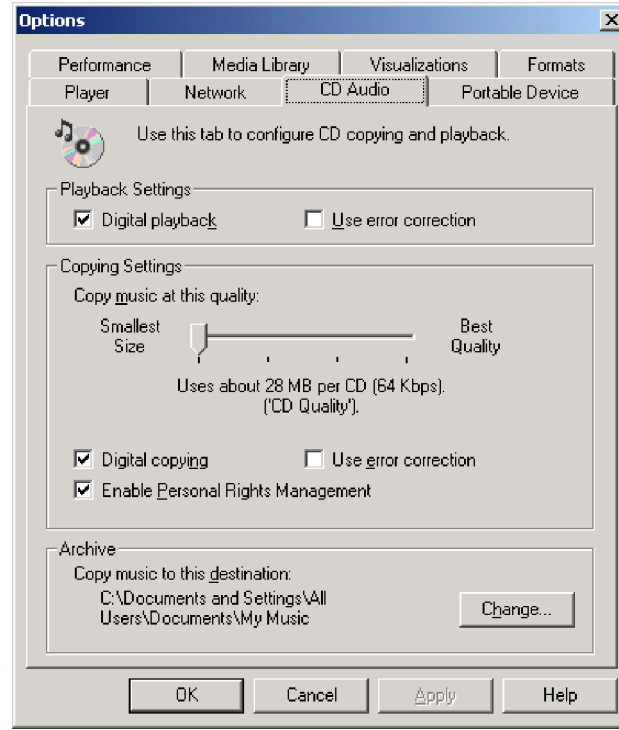 Options
Performance Media Library Visualizations Formats
Player Network CD Audio Portable Device
Use this tab to configure CD copying and playback.
Playback Settings
Digital playback Use error correction
Copying Settings
Copy music at this quality:
Smallest Size Best Quality
Uses about 28 MB per CD (64 Kbps).
('CD Quality').
Digital copying Use error correction
Enable Personal Rights Management
Archive
Copy music to this destination:
C:\Documents and Settings\All
Users\Documents\My Music
Change...
OK Cancel Apply Help